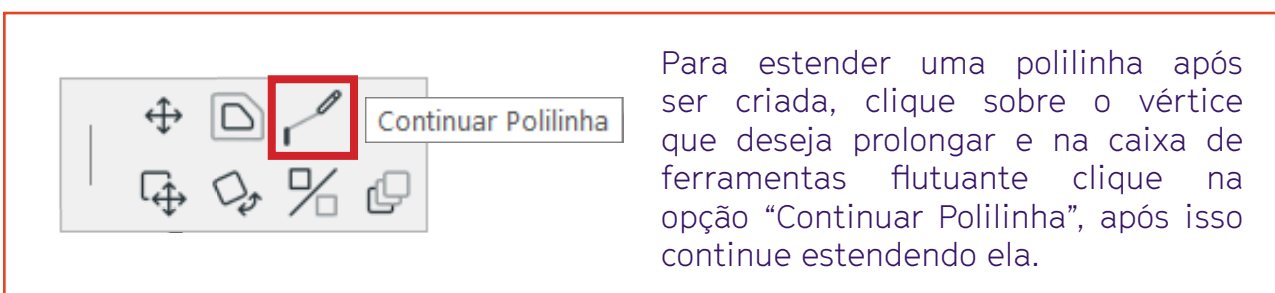 Continuar Polilinha
Para estender uma polilinha após
ser criada, clique sobre o vértice
que deseja prolongar e na caixa de
ferramentas flutuante clique na
opção “Continuar Polilinha”, após isso
continue estendendo ela.